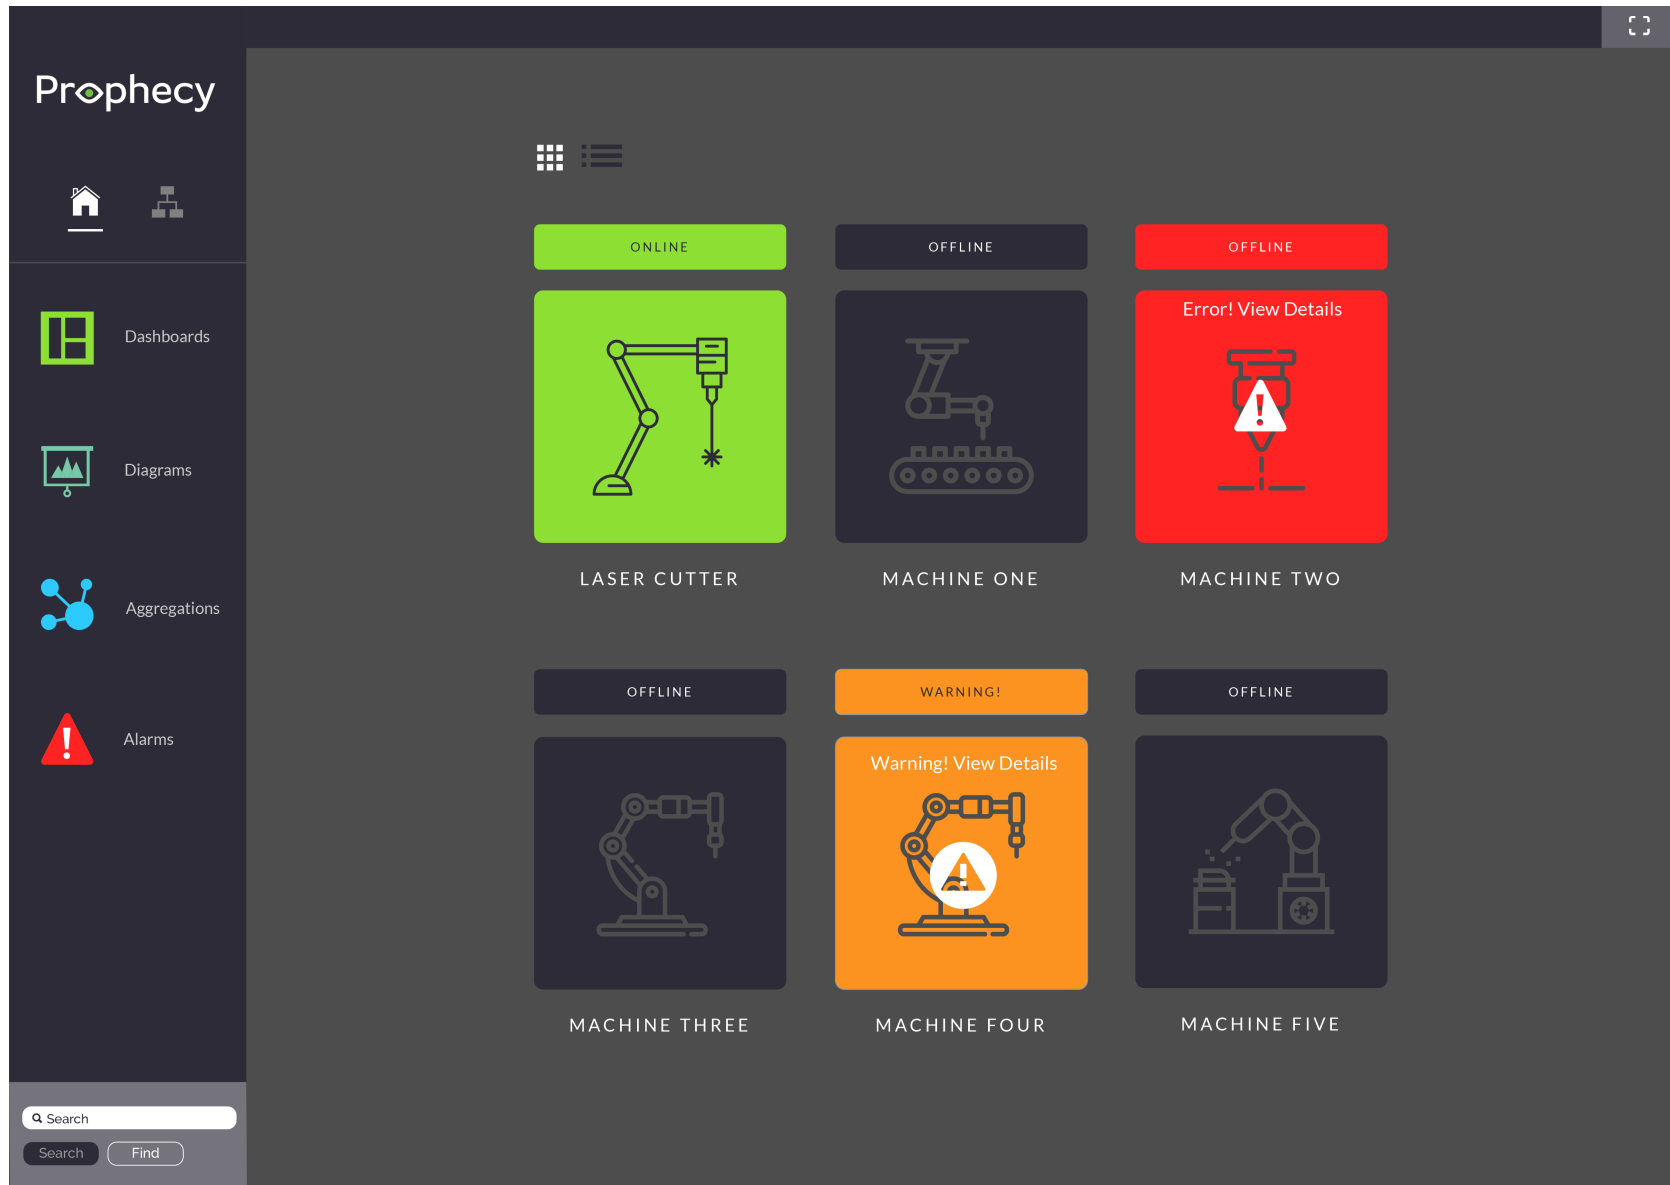 Prophecy
Dashboards
Diagrams
Aggregations
Alarms
Search
Search Find
ONLINE
OFFLINE
OFFLINE
Error! View Details
LASER CUTTER
MACHINE ONE
MACHINE TWO
OFFLINE
WARNING!
OFFLINE
Warning! View Details
MACHINE THREE
MACHINE FOUR
MACHINE FIVE